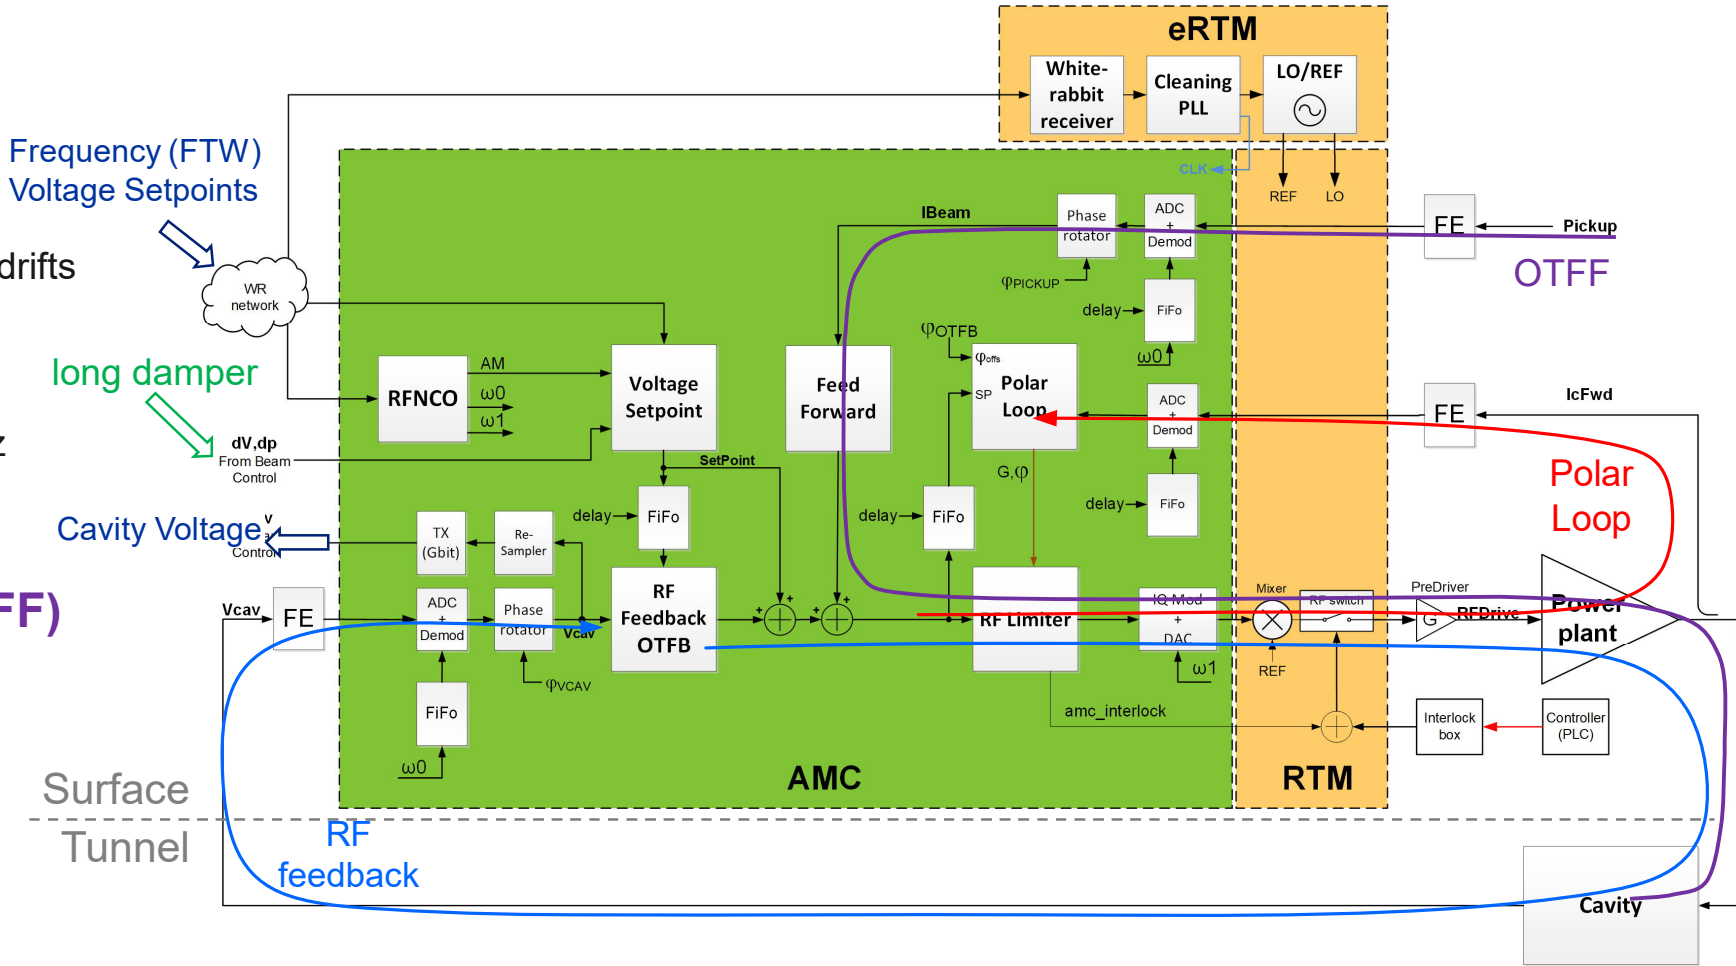 eRTM
White-
rabbit
receiver
Cleaning
PLL
LO/REF
CLK
REF
LO
Frequency (FTW)
Voltage Setpoints
drifts
WR
network
long damper
dV,dp
From Beam
Control
Cavity Voltage
v
Control
FF)
Vcav
FE
RFNCO
AM
ω0
ω1
Voltage
Setpoint
SetPoint
delay
FiFo
TX
(Gbit)
Re-
Sampler
ADC
+
Demod
Phase
rotator
Vcav
φVCAV
FiFo
ω0
RF
Feedback
OTFB
+
+
+
+
IBeam
Feed
Forward
Phase
rotator
φPICKUP
ADC
+
Demod
delay
FiFo
ω0
φOTFB
φoffs
SP
Polar
Loop
G,φ
delay
FiFo
ADC
+
Demod
delay
FiFo
RF Limiter
IQ Mod
+
DAC
ω1
amc_interlock
AMC
RTM
Mixer
REF
RF switch
PreDriver
G
RFDrive
Power
plant
Interlock
box
Controller
(PLC)
FE
Pickup
OTFF
FE
IcFwd
Polar
Loop
Surface
Tunnel
RF
feedback
Cavity